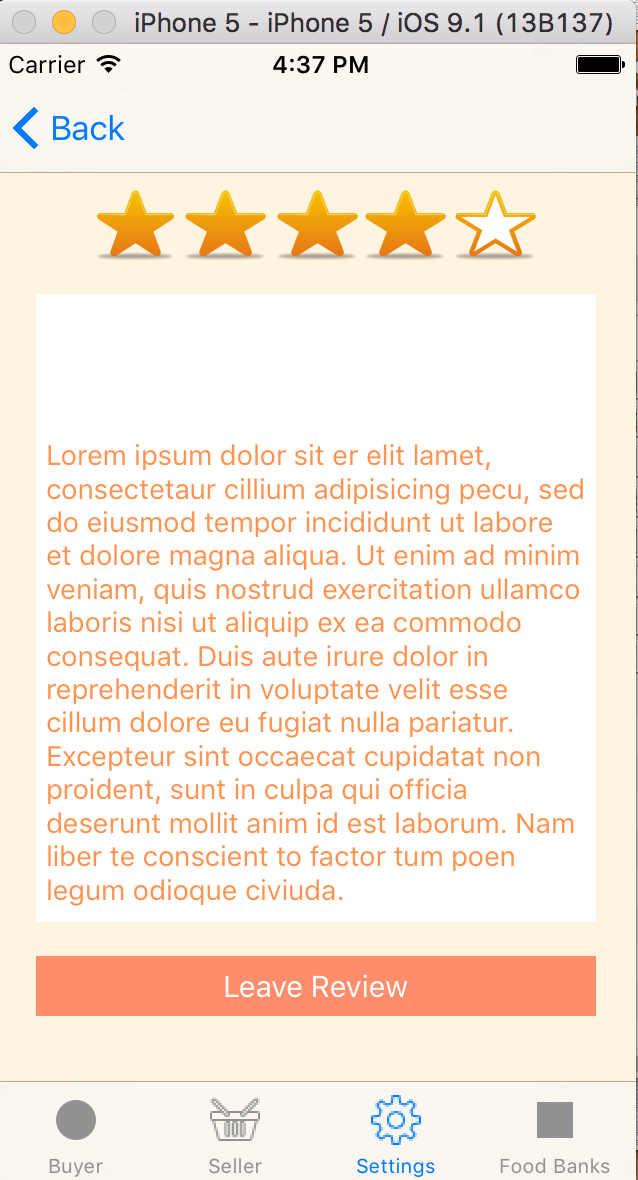 iPhone 5 - iPhone 5 / iOS 9.1 (13B137)
Carrier 4:37 PM
Back
Lorem ipsum dolor sit er elit lamet,
consectetaur cillium adipisicing pecu, sed
do eiusmod tempor incididunt ut labore
et dolore magna aliqua. Ut enim ad minim
veniam, quis nostrud exercitation ullamco
laboris nisi ut aliquip ex ea commodo
consequat. Duis aute irure dolor in
reprehenderit in voluptate velit esse
cillum dolore eu fugiat nulla pariatur.
Excepteur sint occaecat cupidatat non
proident, sunt in culpa qui officia
deserunt mollit anim id est laborum. Nam
liber te conscient to factor tum poen
legum odioque civiuda.
Leave Review
Buyer Seller Settings Food Banks